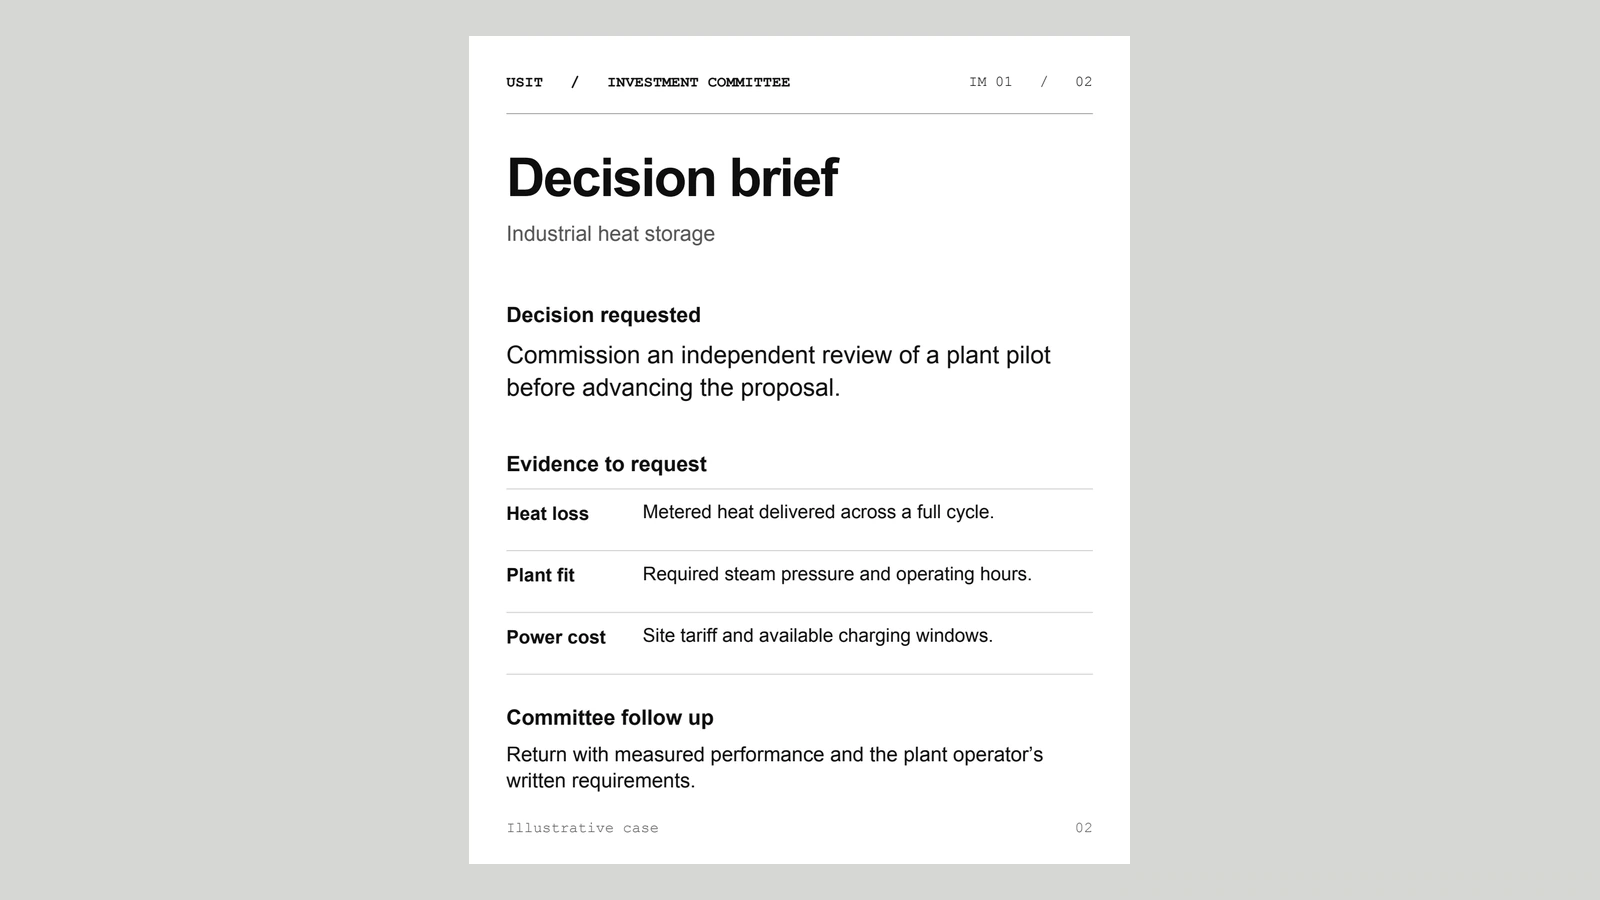 USIT / INVESTMENT COMMITTEE IM 01 / 02
Decision brief
Industrial heat storage
Decision requested
Commission an independent review of a plant pilot
before advancing the proposal.
Evidence to request
Heat loss Metered heat delivered across a full cycle.
Plant fit Required steam pressure and operating hours.
Power cost Site tariff and available charging windows.
Committee follow up
Return with measured performance and the plant operator’s
written requirements.
Illustrative case 02